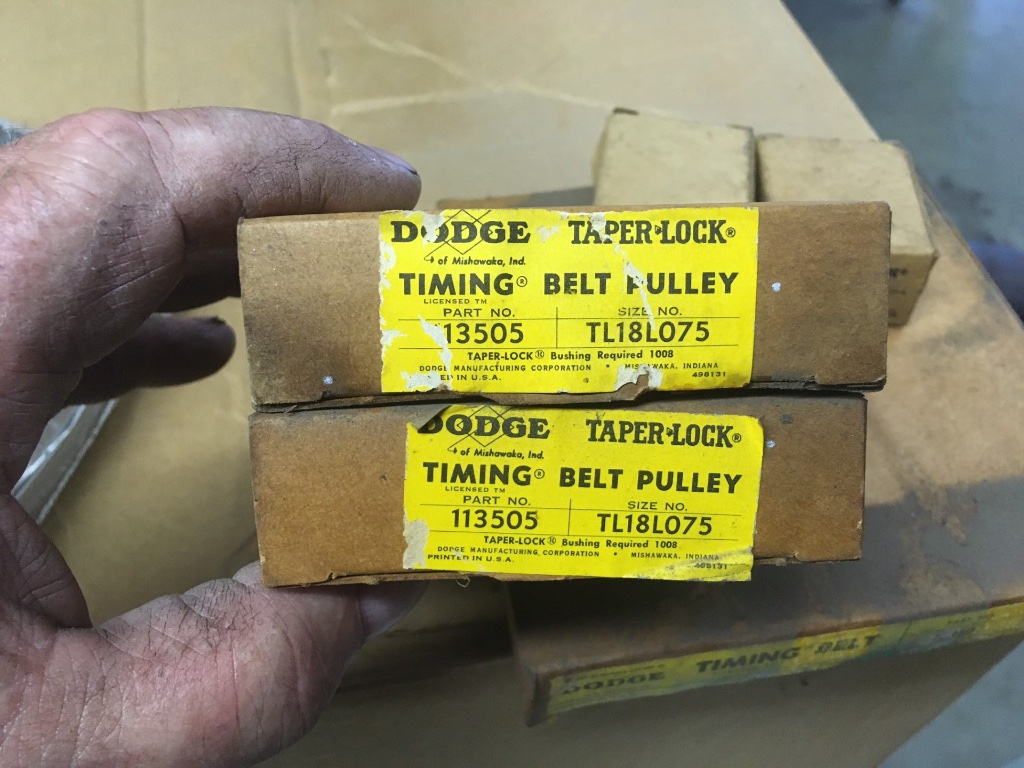 DODGE TAPER-LOCK®
of Mishawaka, Ind.
TIMING® BELT PULLEY
LICENSED TM
PART NO. SIZE NO.
113505 TL18L075
TAPER-LOCK® Bushing Required 1008
DODGE MANUFACTURING CORPORATION • MISHAWAKA, INDIANA
ED IN U.S.A. 498131
DODGE TAPER-LOCK®
of Mishawaka, Ind.
TIMING® BELT PULLEY
LICENSED TM
PART NO. SIZE NO.
113505 TL18L075
TAPER-LOCK® Bushing Required 1008
DODGE MANUFACTURING CORPORATION • MISHAWAKA, INDIANA
PRINTED IN U.S.A. 498131
DODGE TIMING BELT